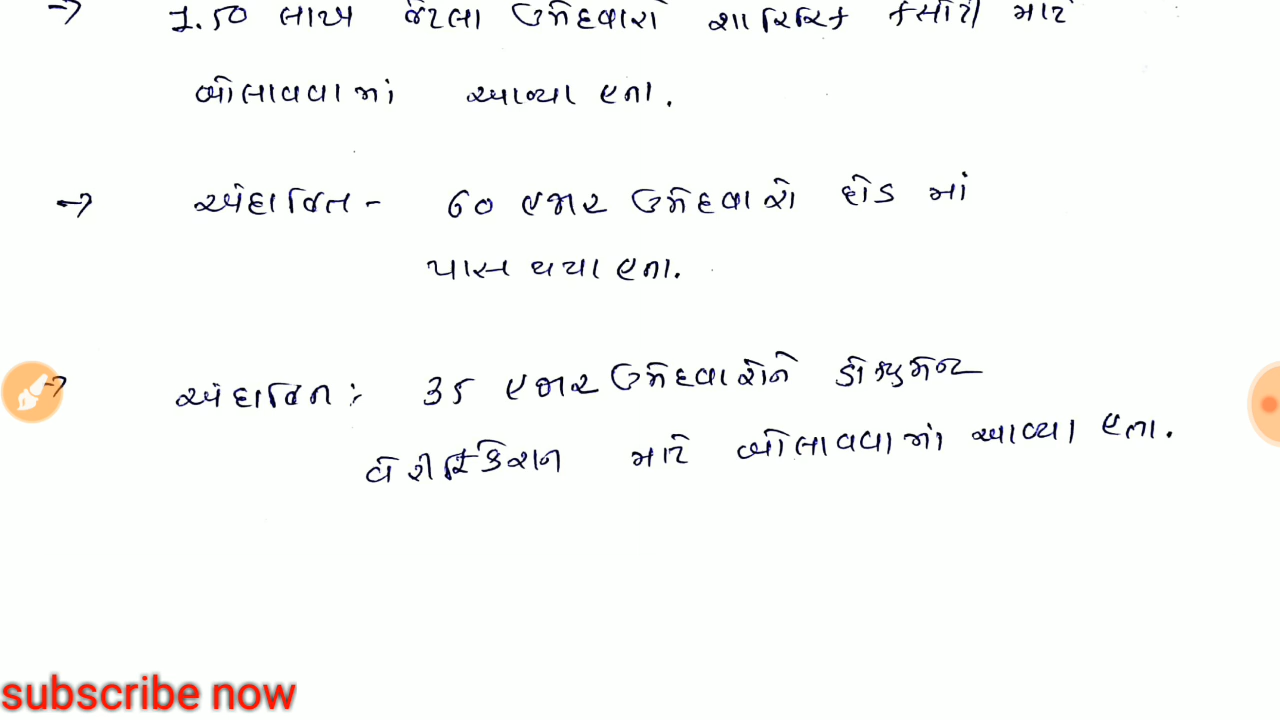 → 1.50 લાખ જેટલા ઉમેદવારો શારિરિક કસોટી માટે
બોલાવવામાં આવ્યા હતા.
→ અંદાજિત - 60 હજાર ઉમેદવારો દોડ માં
પાસ થયા હતા.
→ અંદાજિત : 35 હજાર ઉમેદવારોને ડોક્યુમેન્ટ
વેરીફિકેશન માટે બોલાવવામાં આવ્યા હતા.
subscribe now